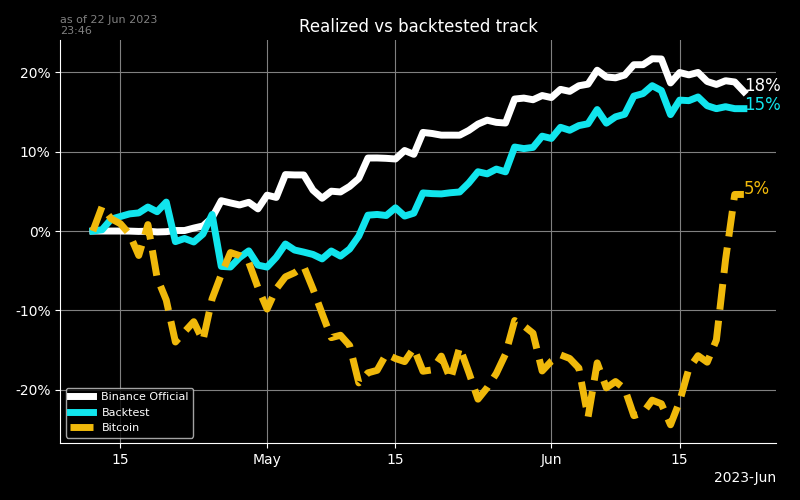 as of 22 Jun 2023
23:46
Realized vs backtested track
20%
10%
0%
-10%
-20%
18%
15%
5%
Binance Official
Backtest
Bitcoin
15
May
15
Jun
15
2023-Jun